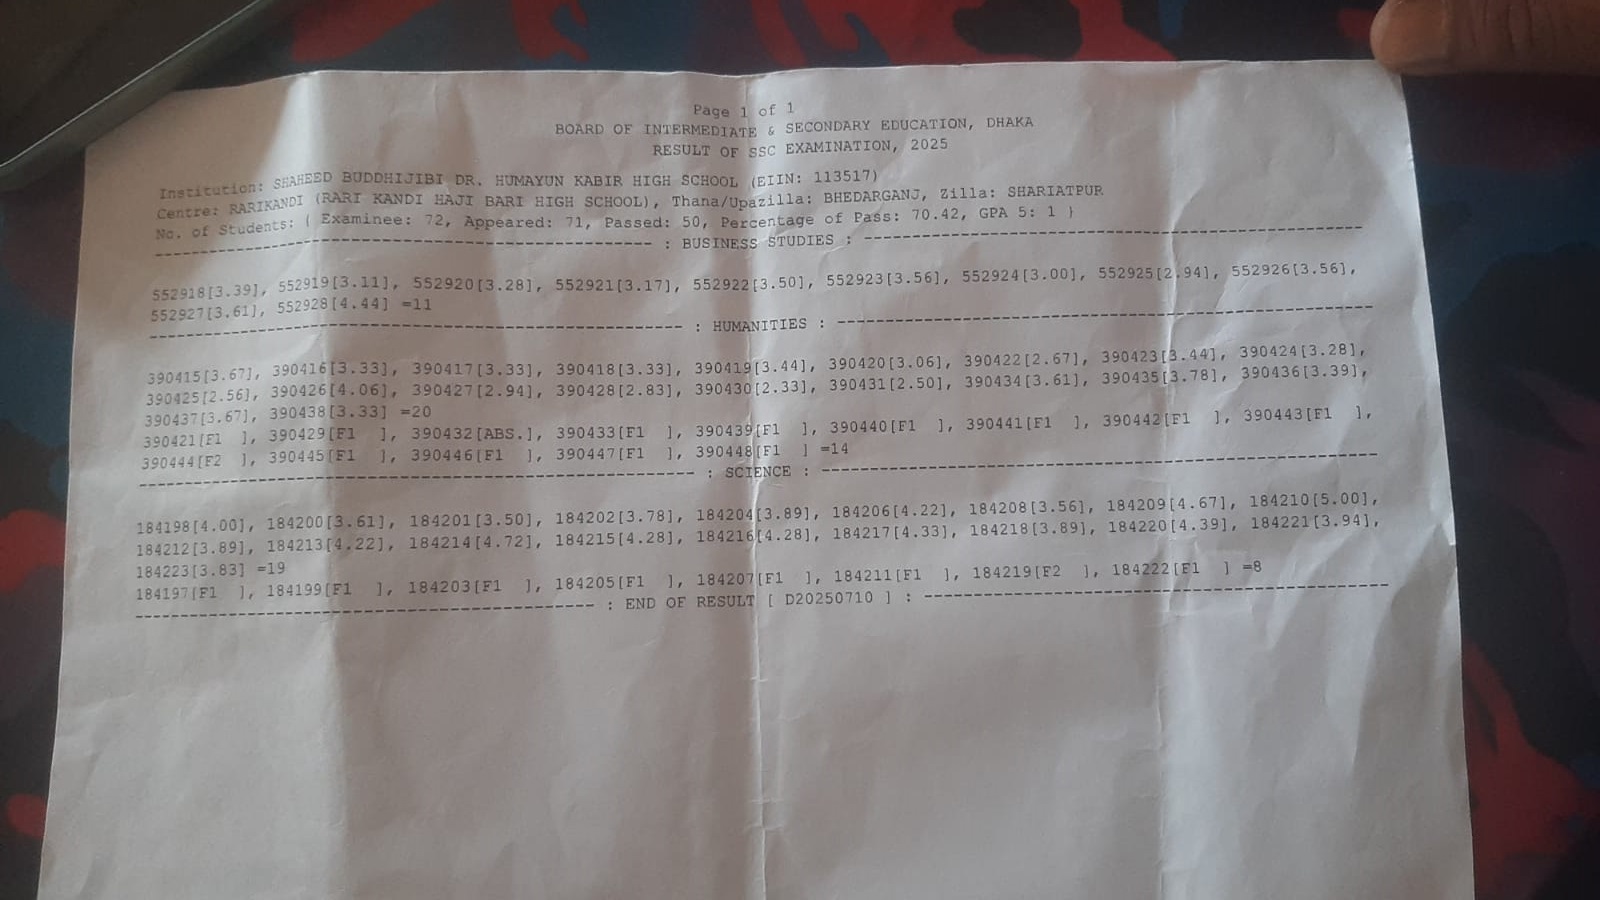 Page 1 of 1
BOARD OF INTERMEDIATE & SECONDARY EDUCATION, DHAKA
RESULT OF SSC EXAMINATION, 2025
Institution: SHAHEED BUDDHIJIBI DR. HUMAYUN KABIR HIGH SCHOOL (EIIN: 113517)
Centre: RARIKANDI (RARI KANDI HAJI BARI HIGH SCHOOL), Thana/Upazilla: BHEDARGANJ, Zilla: SHARIATPUR
No. of Students: ( Examinee: 72, Appeared: 71, Passed: 50, Percentage of Pass: 70.42, GPA 5: 1 )
------------------------------------------------ : BUSINESS STUDIES : ------------------------------------------------
552918[3.39], 552919[3.11], 552920[3.28], 552921[3.17], 552922[3.50], 552923[3.56], 552924[3.00], 552925[2.94], 552926[3.56],
552927[3.61], 552928[4.44] =11
---------------------------------------------------- : HUMANITIES : ----------------------------------------------------
390415[3.67], 390416[3.33], 390417[3.33], 390418[3.33], 390419[3.44], 390420[3.06], 390422[2.67], 390423[3.44], 390424[3.28],
390425[2.56], 390426[4.06], 390427[2.94], 390428[2.83], 390430[2.33], 390431[2.50], 390434[3.61], 390435[3.78], 390436[3.39],
390437[3.67], 390438[3.33] =20
390421[F1  ], 390429[F1  ], 390432[ABS.], 390433[F1  ], 390439[F1  ], 390440[F1  ], 390441[F1  ], 390442[F1  ], 390443[F1  ],
390444[F2  ], 390445[F1  ], 390446[F1  ], 390447[F1  ], 390448[F1  ] =14
------------------------------------------------------ : SCIENCE : ------------------------------------------------------
184198[4.00], 184200[3.61], 184201[3.50], 184202[3.78], 184204[3.89], 184206[4.22], 184208[3.56], 184209[4.67], 184210[5.00],
184212[3.89], 184213[4.22], 184214[4.72], 184215[4.28], 184216[4.28], 184217[4.33], 184218[3.89], 184220[4.39], 184221[3.94],
184223[3.83] =19
184197[F1  ], 184199[F1  ], 184203[F1  ], 184205[F1  ], 184207[F1  ], 184211[F1  ], 184219[F2  ], 184222[F1  ] =8
--------------------------------------------- : END OF RESULT [ D20250710 ] : ---------------------------------------------